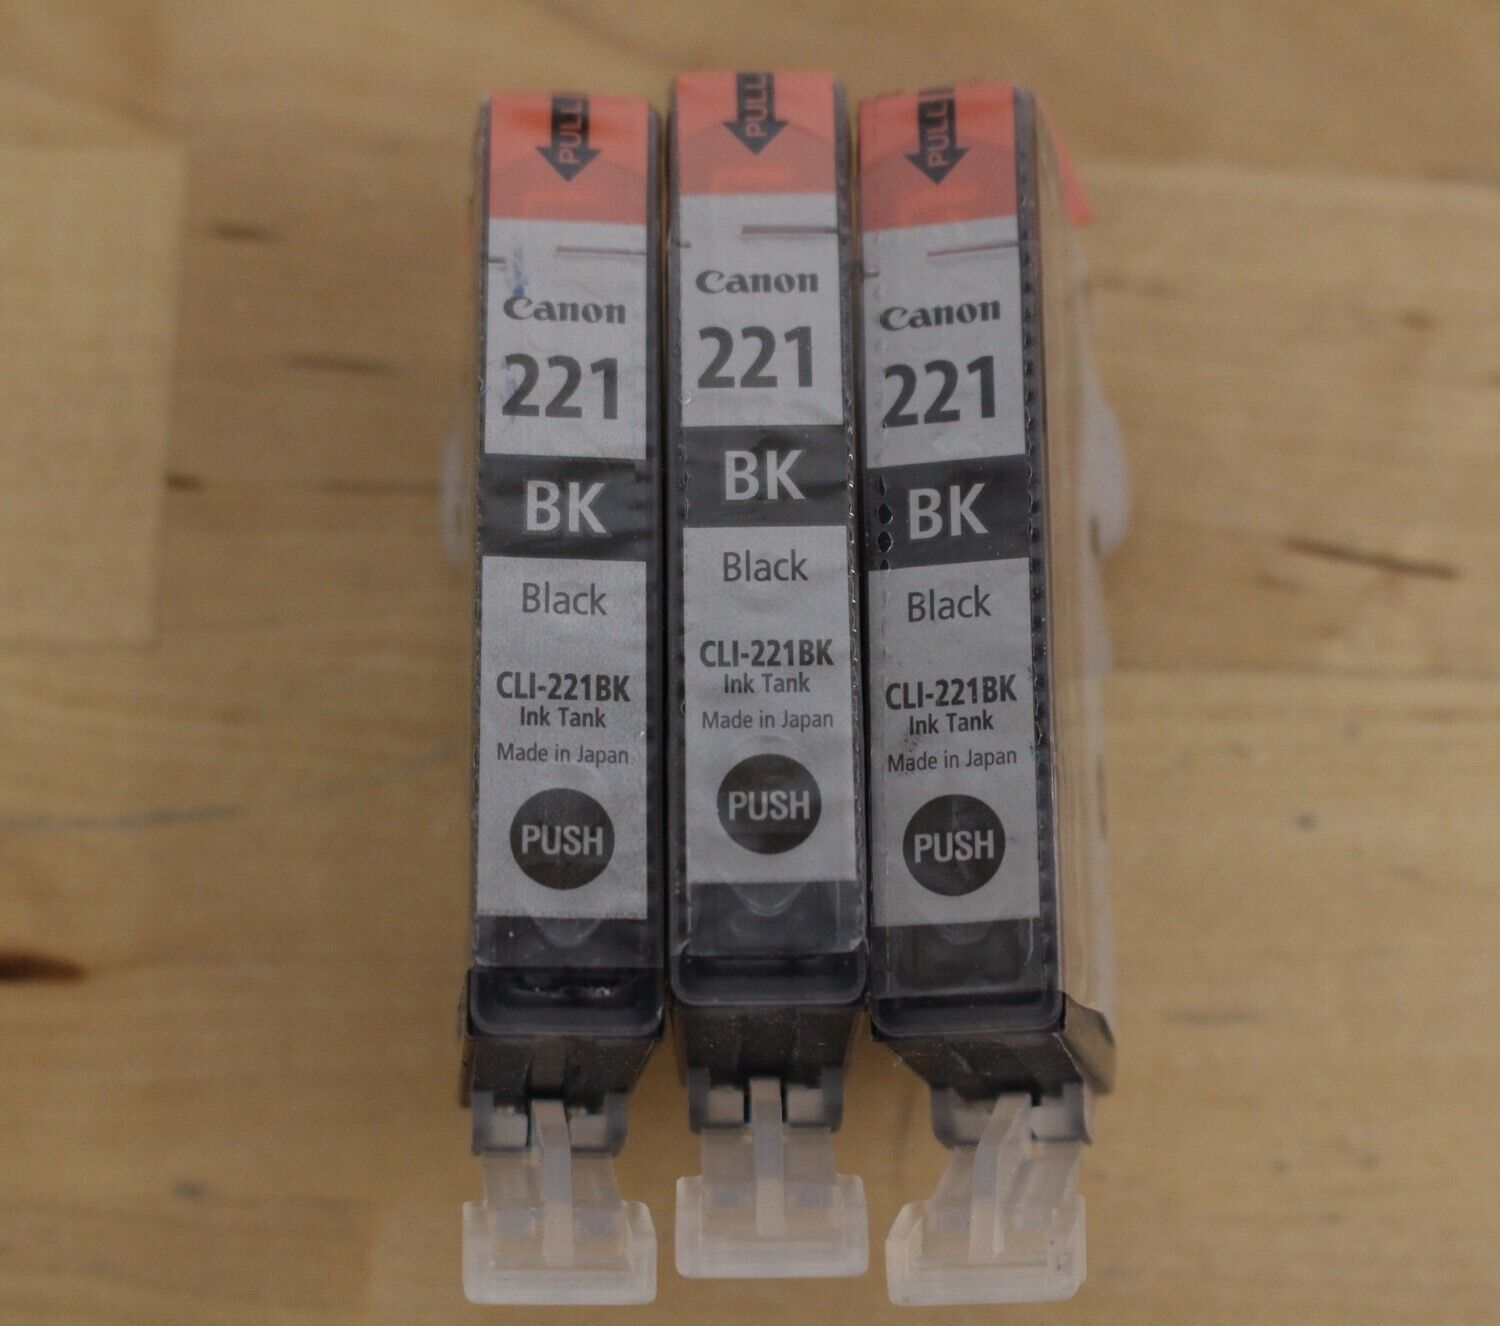 PULL
Canon
221
BK
Black
CLI-221BK
Ink Tank
Made in Japan
PUSH
PULL
Canon
221
BK
Black
CLI-221BK
Ink Tank
Made in Japan
PUSH
PULL
Canon
221
BK
Black
CLI-221BK
Ink Tank
Made in Japan
PUSH